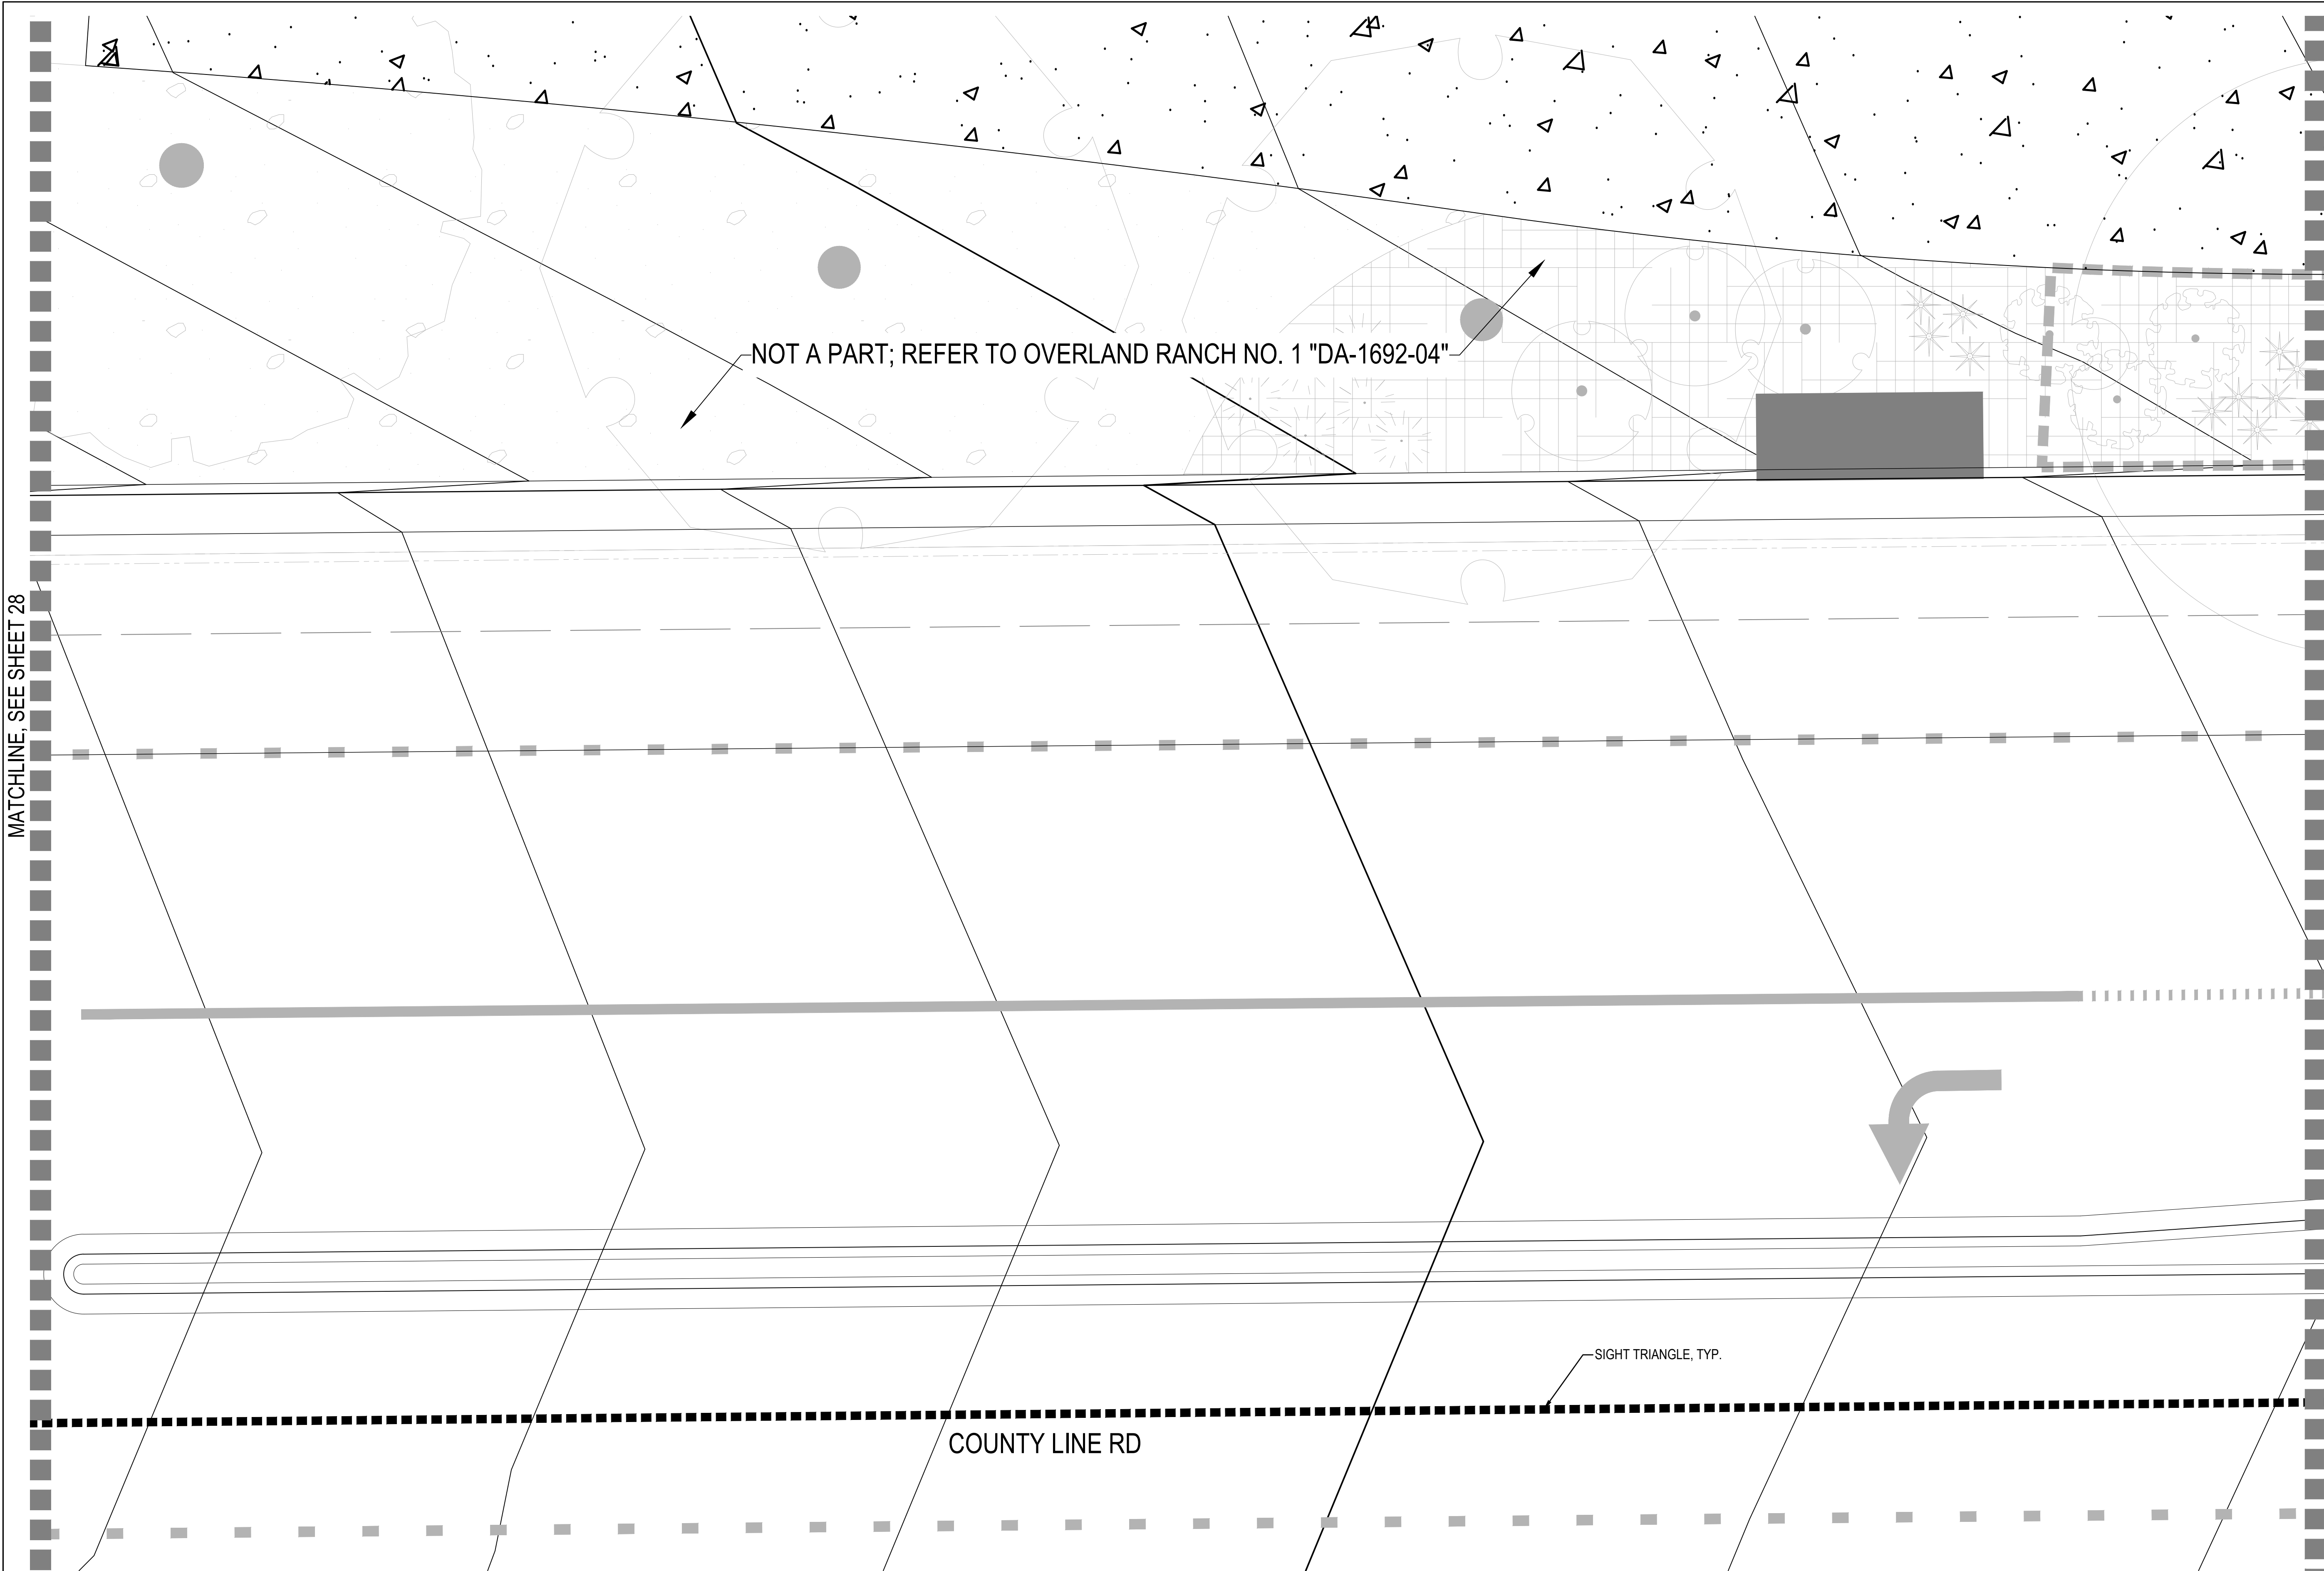 NOT A PART; REFER TO OVERLAND RANCH NO. 1 "DA-1692-04"
MATCHLINE, SEE SHEET 28
SIGHT TRIANGLE, TYP.
COUNTY LINE RD